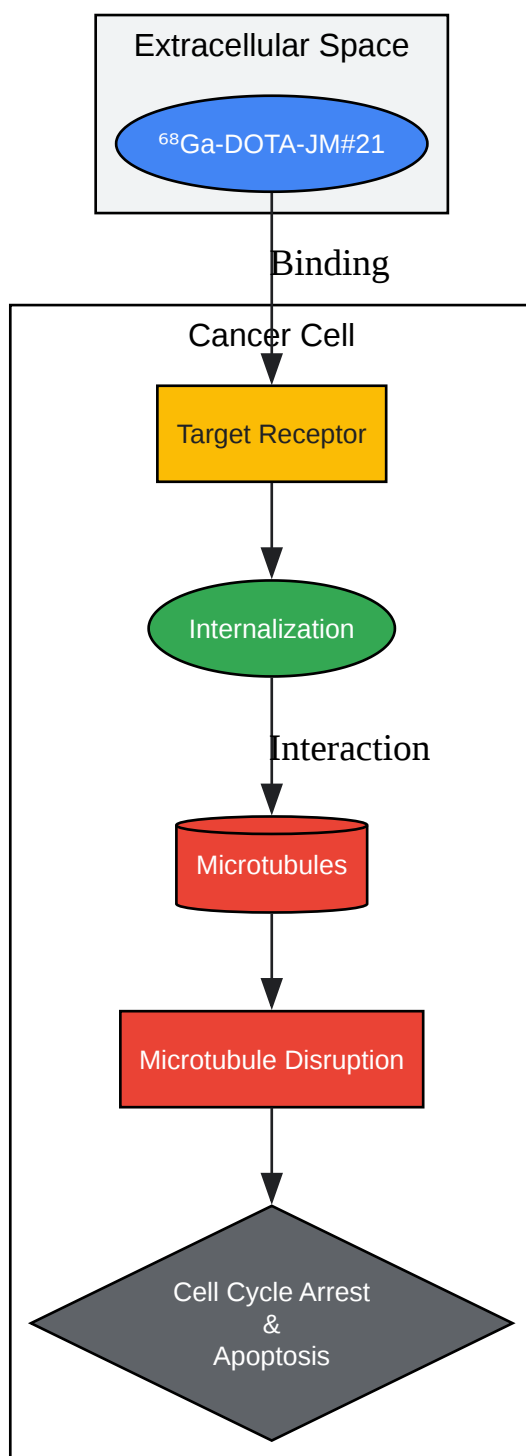 Extracellular Space
⁶⁸Ga-DOTA-JM#21
Binding
Cancer Cell
Target Receptor
Internalization
Interaction
Microtubules
Microtubule Disruption
Cell Cycle Arrest
&
Apoptosis